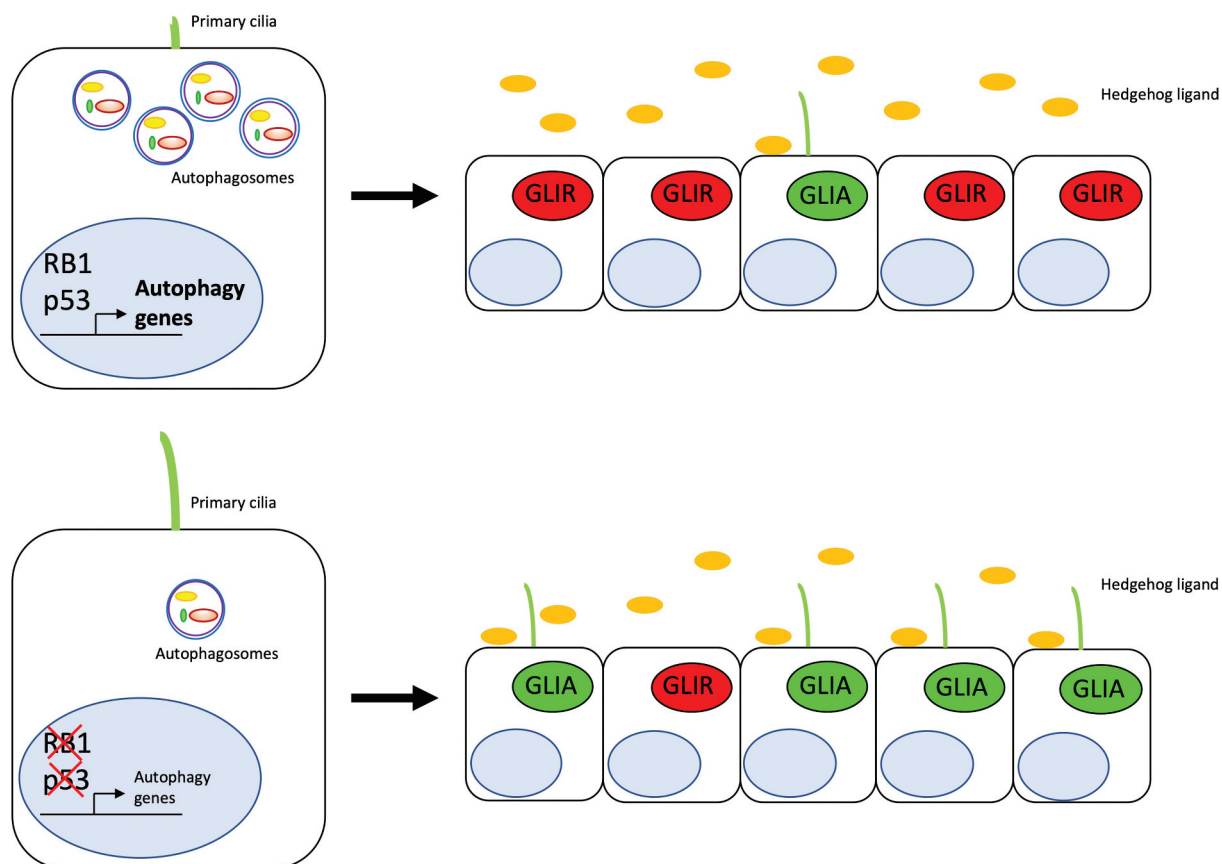 Primary cilia
Autophagosomes
RB1
p53
Autophagy
genes
Hedgehog ligand
GLIR
GLIR
GLIA
GLIR
GLIR
Primary cilia
Autophagosomes
RB1
p53
Autophagy
genes
Hedgehog ligand
GLIA
GLIR
GLIA
GLIA
GLIA